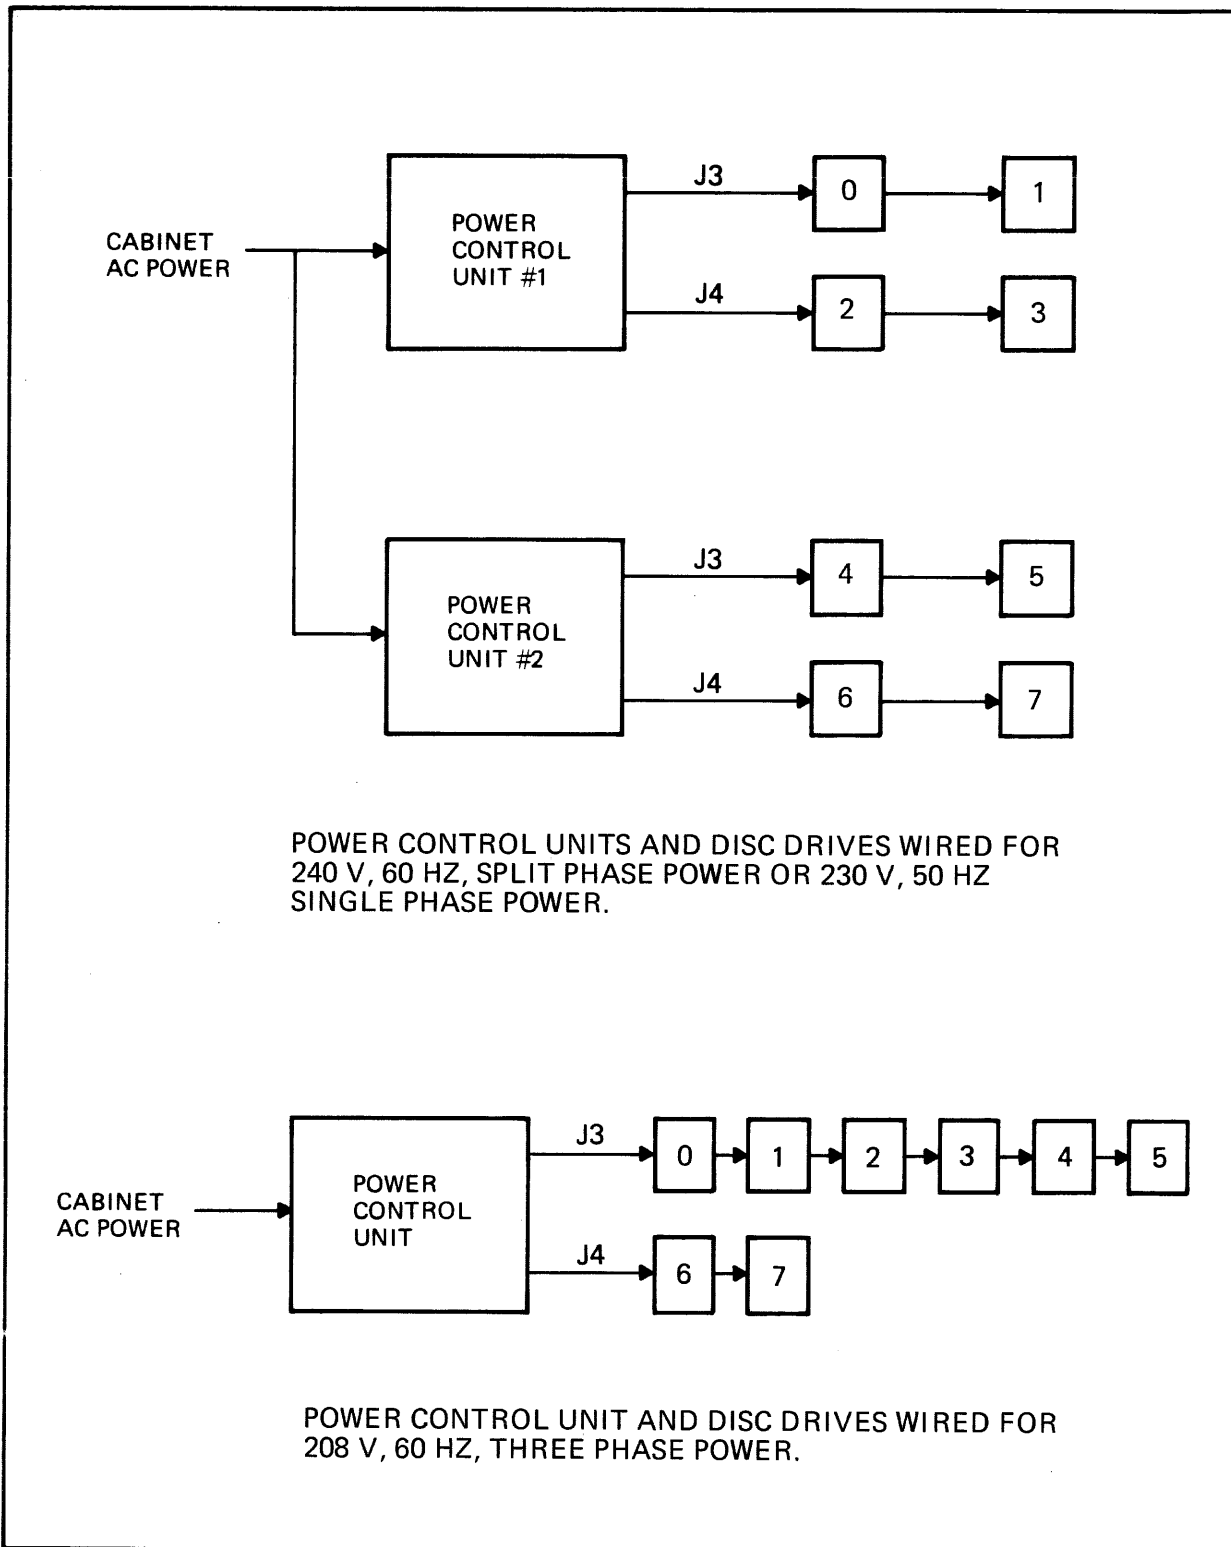 CABINET
AC POWER
POWER
CONTROL
UNIT #1
J3
0
1
J4
2
3
POWER
CONTROL
UNIT #2
J3
4
5
J4
6
7
POWER CONTROL UNITS AND DISC DRIVES WIRED FOR
240 V, 60 HZ, SPLIT PHASE POWER OR 230 V, 50 HZ
SINGLE PHASE POWER.
CABINET
AC POWER
POWER
CONTROL
UNIT
J3
0
1
2
3
4
5
J4
6
7
POWER CONTROL UNIT AND DISC DRIVES WIRED FOR
208 V, 60 HZ, THREE PHASE POWER.